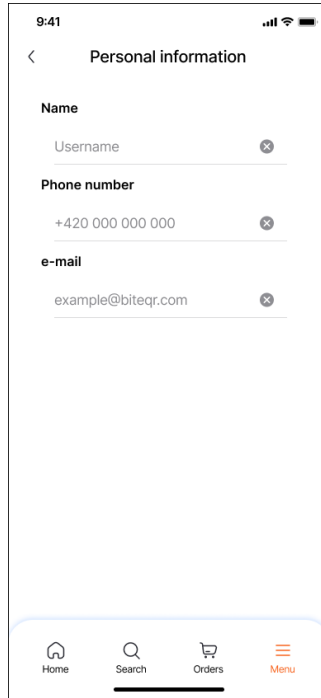 9:41
Personal information
Name
Username
Phone number
+420 000 000 000
e-mail
example@biteqr.com
Home Search Orders Menu